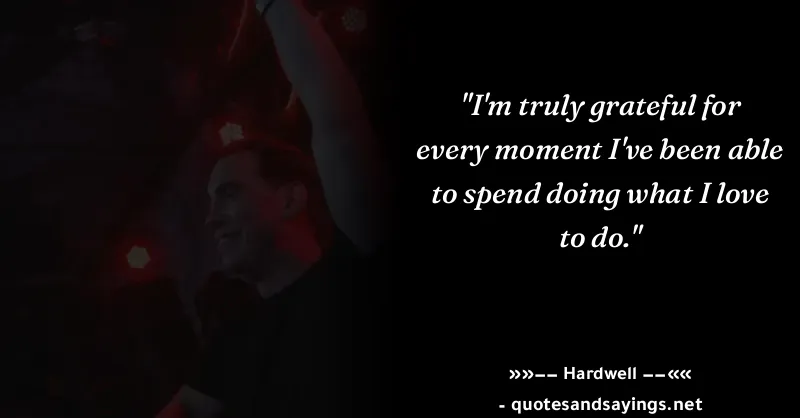 "I'm truly grateful for
every moment I've been able
to spend doing what I love
to do."
»»−− Hardwell −−««
- quotesandsayings.net